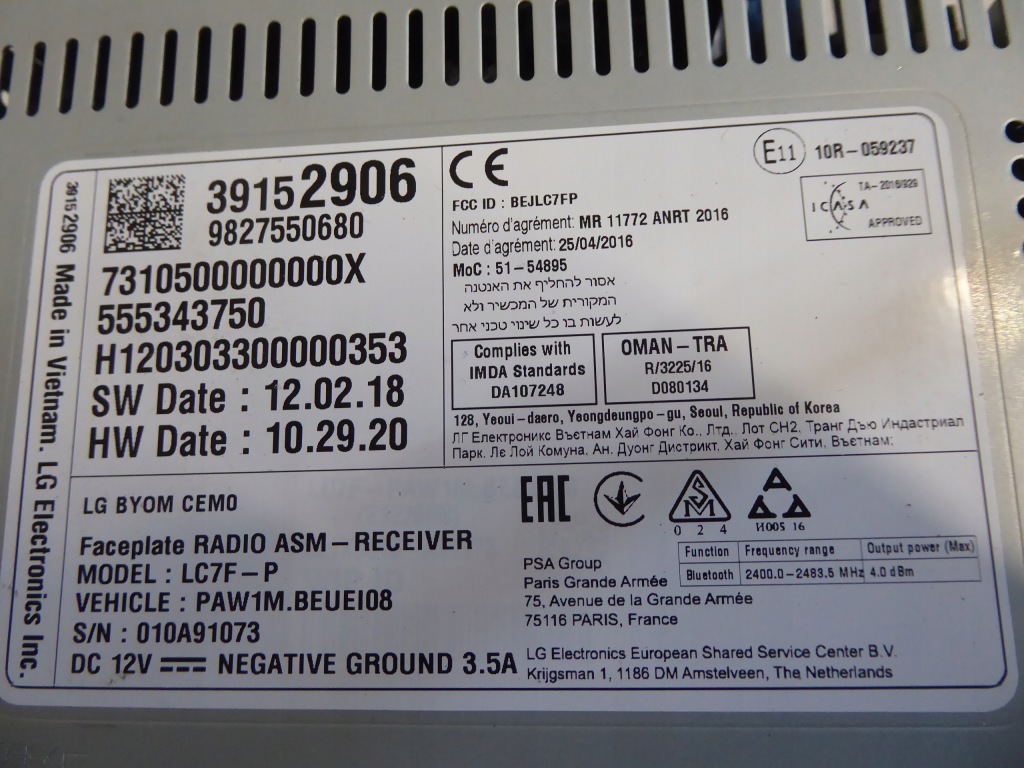 39152906 Made in Vietnam. LG Electronics Inc.
39152906
9827550680
7310500000000X
555343750
H120303300000353
SW Date : 12.02.18
HW Date : 10.29.20
CE
FCC ID : BEJLC7FP
Numéro d'agrément: MR 11772 ANRT 2016
Date d'agrément: 25/04/2016
MoC : 51-54895
אסור להחליף את האנטנה
המקורית של המכשיר ולא
לעשות בו כל שינוי טכני אחר
E11 10R-059237
TA-2016/929
ICASA
APPROVED
Complies with
IMDA Standards
DA107248
OMAN-TRA
R/3225/16
D080134
128, Yeoui-daero, Yeongdeungpo-gu, Seoul, Republic of Korea
ЛГ Електроникс Въетнам Хай Фонг Ко., Лтд., Лот СН2, Транг Дъю Индастриал
Парк. Лє Лой Комуна, Ан. Дуонг Дистрикт. Хай Фонг Сити, Въєтнам;
LG BYOM CEM0
Faceplate RADIO ASM-RECEIVER
MODEL : LC7F-P
VEHICLE : PAW1M.BEUEI08
S/N : 010A91073
DC 12V NEGATIVE GROUND 3.5A
EAC
SM
0 2 4
И005 16
Function Frequency range Output power (Max)
Bluetooth 2400.0-2483.5 MHz 4.0 dBm
PSA Group
Paris Grande Armée
75, Avenue de la Grande Armée
75116 PARIS, France
LG Electronics European Shared Service Center B.V.
Krijgsman 1, 1186 DM Amstelveen, The Netherlands